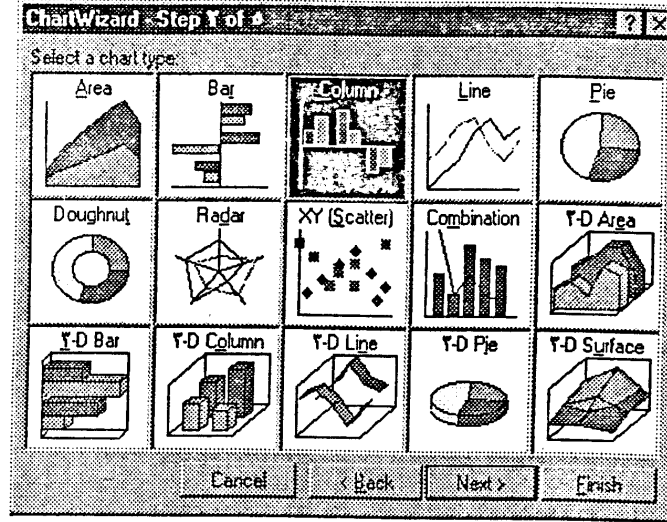 ChartWizard - Step ۲ of ۵
Select a chart type:
Area Bar Column Line Pie
Doughnut Radar XY (Scatter) Combination ۳-D Area
۳-D Bar ۳-D Column ۳-D Line ۳-D Pie ۳-D Surface
Cancel < Back Next > Finish